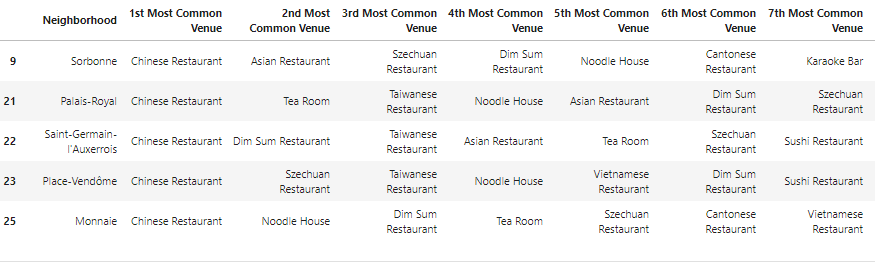 Neighborhood 1st Most Common Venue 2nd Most Common Venue 3rd Most Common Venue 4th Most Common Venue 5th Most Common Venue 6th Most Common Venue 7th Most Common Venue
9 Sorbonne Chinese Restaurant Asian Restaurant Szechuan Restaurant Dim Sum Restaurant Noodle House Cantonese Restaurant Karaoke Bar
21 Palais-Royal Chinese Restaurant Tea Room Taiwanese Restaurant Noodle House Asian Restaurant Dim Sum Restaurant Szechuan Restaurant
22 Saint-Germain-l'Auxerrois Chinese Restaurant Dim Sum Restaurant Taiwanese Restaurant Asian Restaurant Tea Room Szechuan Restaurant Sushi Restaurant
23 Place-Vendôme Chinese Restaurant Szechuan Restaurant Taiwanese Restaurant Noodle House Vietnamese Restaurant Dim Sum Restaurant Sushi Restaurant
25 Monnaie Chinese Restaurant Noodle House Dim Sum Restaurant Tea Room Szechuan Restaurant Cantonese Restaurant Vietnamese Restaurant